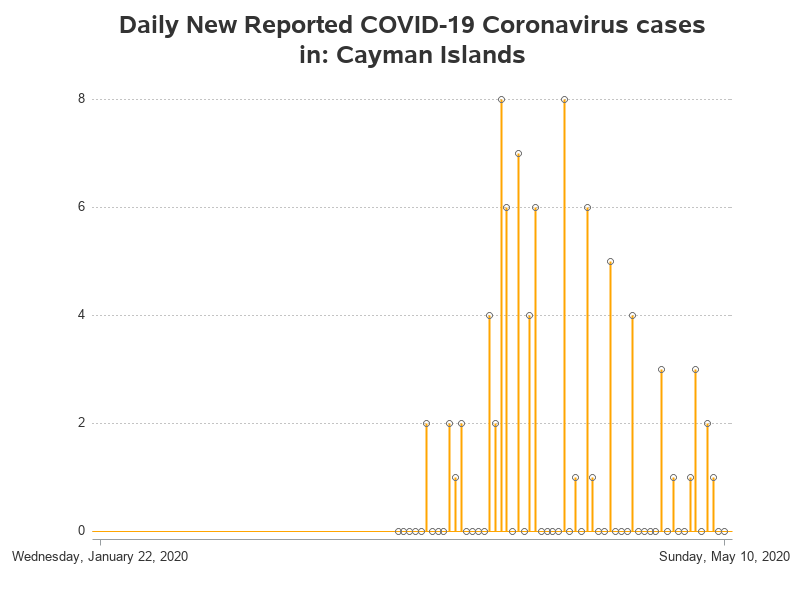 Daily New Reported COVID-19 Coronavirus cases
in: Cayman Islands
8
6
4
2
0
Wednesday, January 22, 2020
Sunday, May 10, 2020